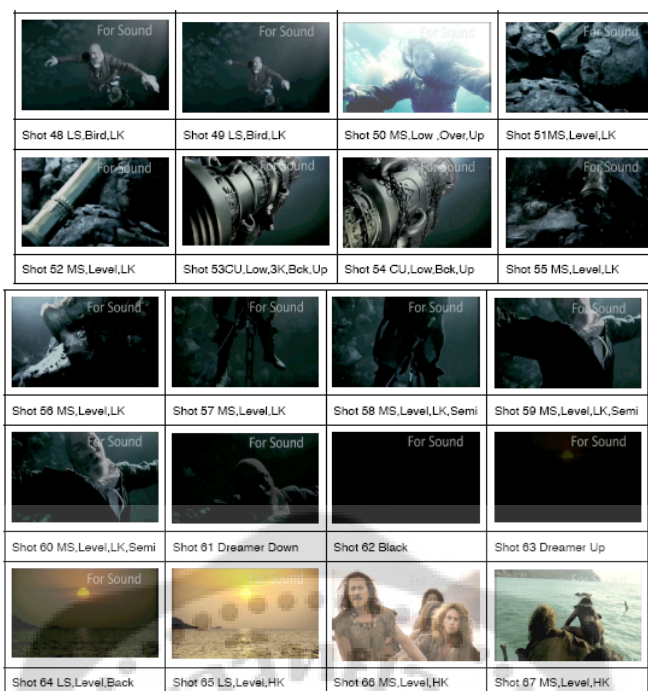 For Sound
For Sound
For Sound
For Sound
Shot 48 LS,Bird,LK
Shot 49 LS,Bird,LK
Shot 50 MS,Low ,Over,Up
Shot 51MS,Level,LK
For Sound
For Sound
For Sound
For Sound
Shot 52 MS,Level,LK
Shot 53CU,Low,3K,Bck,Up
Shot 54 CU,Low,Bck,Up
Shot 55 MS,Level,LK
For Sound
For Sound
For Sound
For Sound
Shot 56 MS,Level,LK
Shot 57 MS,Level,LK
Shot 58 MS,Level,LK,Semi
Shot 59 MS,Level,LK,Semi
For Sound
For Sound
For Sound
For Sound
Shot 60 MS,Level,LK,Semi
Shot 61 Dreamer Down
Shot 62 Black
Shot 63 Dreamer Up
For Sound
For Sound
Shot 64 LS,Level,Back
Shot 65 LS,Level,HK
Shot 66 MS,Level,HK
Shot 67 MS,Level,HK